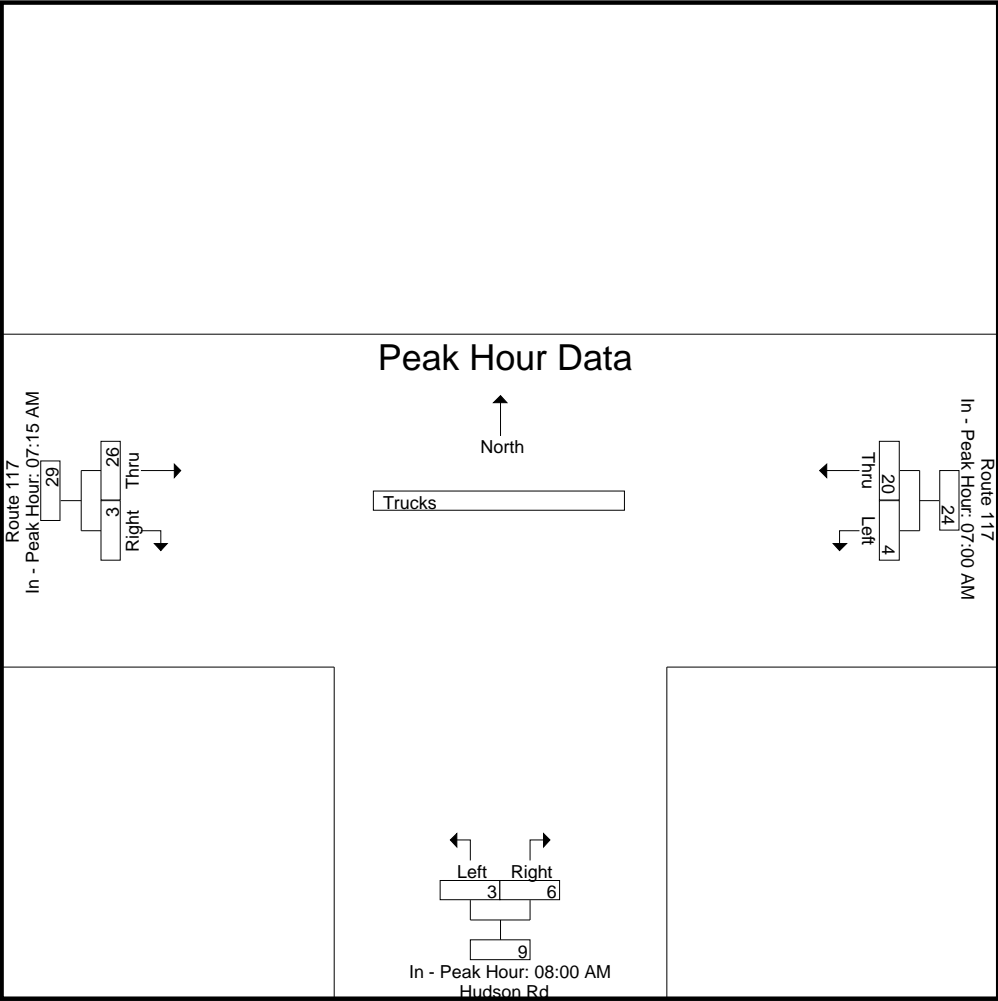 Peak Hour Data
North
Trucks
Route 117
In - Peak Hour: 07:15 AM
29
26
3
Thru
Right
Route 117
In - Peak Hour: 07:00 AM
24
20
4
Thru
Left
Left Right
3 6
9
In - Peak Hour: 08:00 AM
Hudson Rd